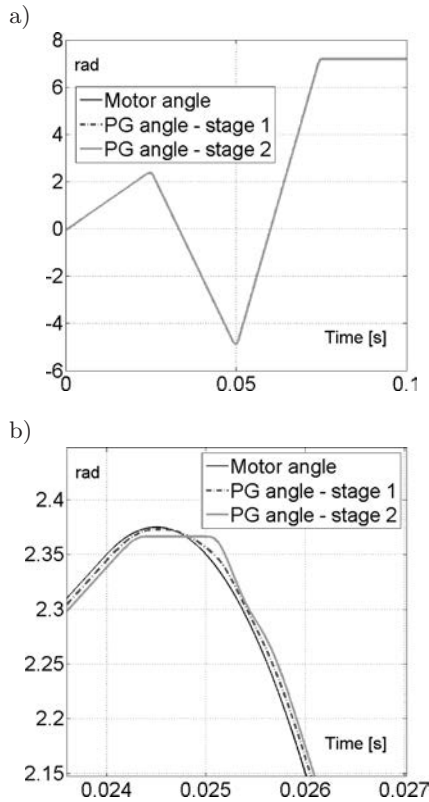 a)
rad
8
6
4
2
0
-2
-4
-6
Motor angle
PG angle - stage 1
PG angle - stage 2
Time [s]
0
0.05
0.1
b)
rad
2.4
2.35
2.3
2.25
2.2
2.15
Motor angle
PG angle - stage 1
PG angle - stage 2
Time [s]
0.024
0.025
0.026
0.027